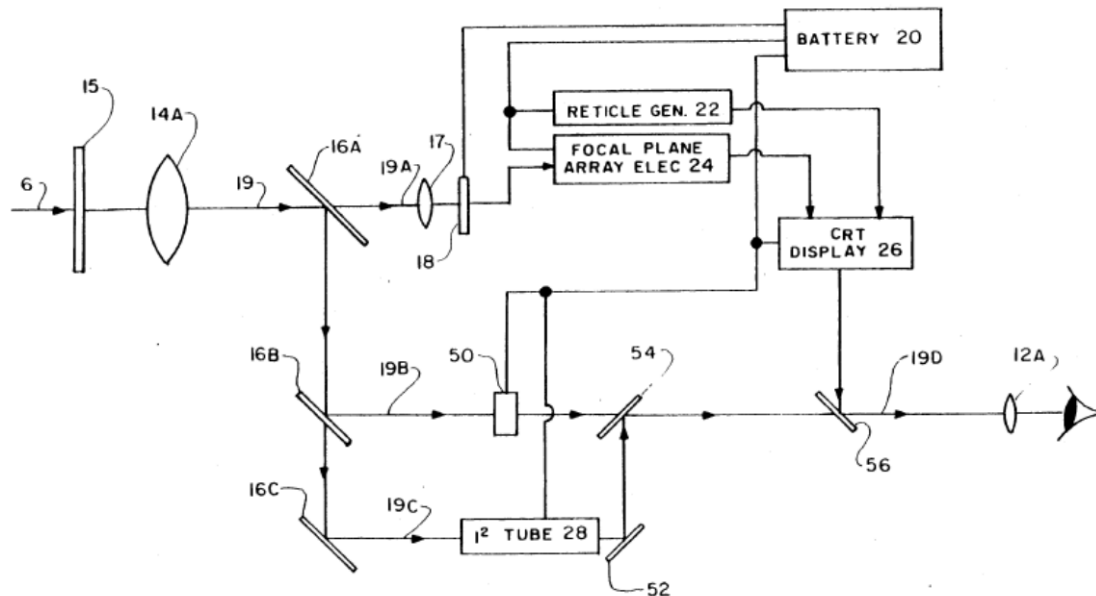 BATTERY 20
15
14A
16A
17
19A
RETICLE GEN. 22
FOCAL PLANE
ARRAY ELEC 24
6
19
18
CRT
DISPLAY 26
16B
19B
50
54
19D
12A
56
16C
19C
I² TUBE 28
52